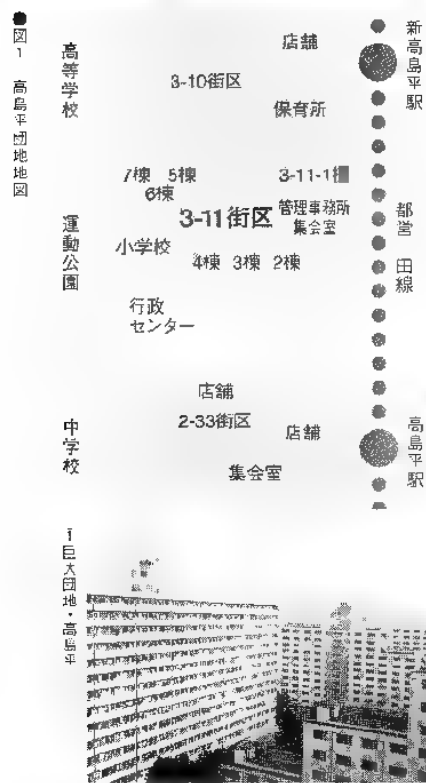 ●図1 高島平団地地図
新高島平駅
店舗
高等学校
3-10街区
保育所
7棟 5棟
6棟
3-11-1棟
3-11街区
管理事務所
集会室
都営 田線
運動公園
小学校
4棟 3棟 2棟
行政
センター
店舗
2-33街区
店舗
中学校
集会室
高島平駅
巨大団地・高島平